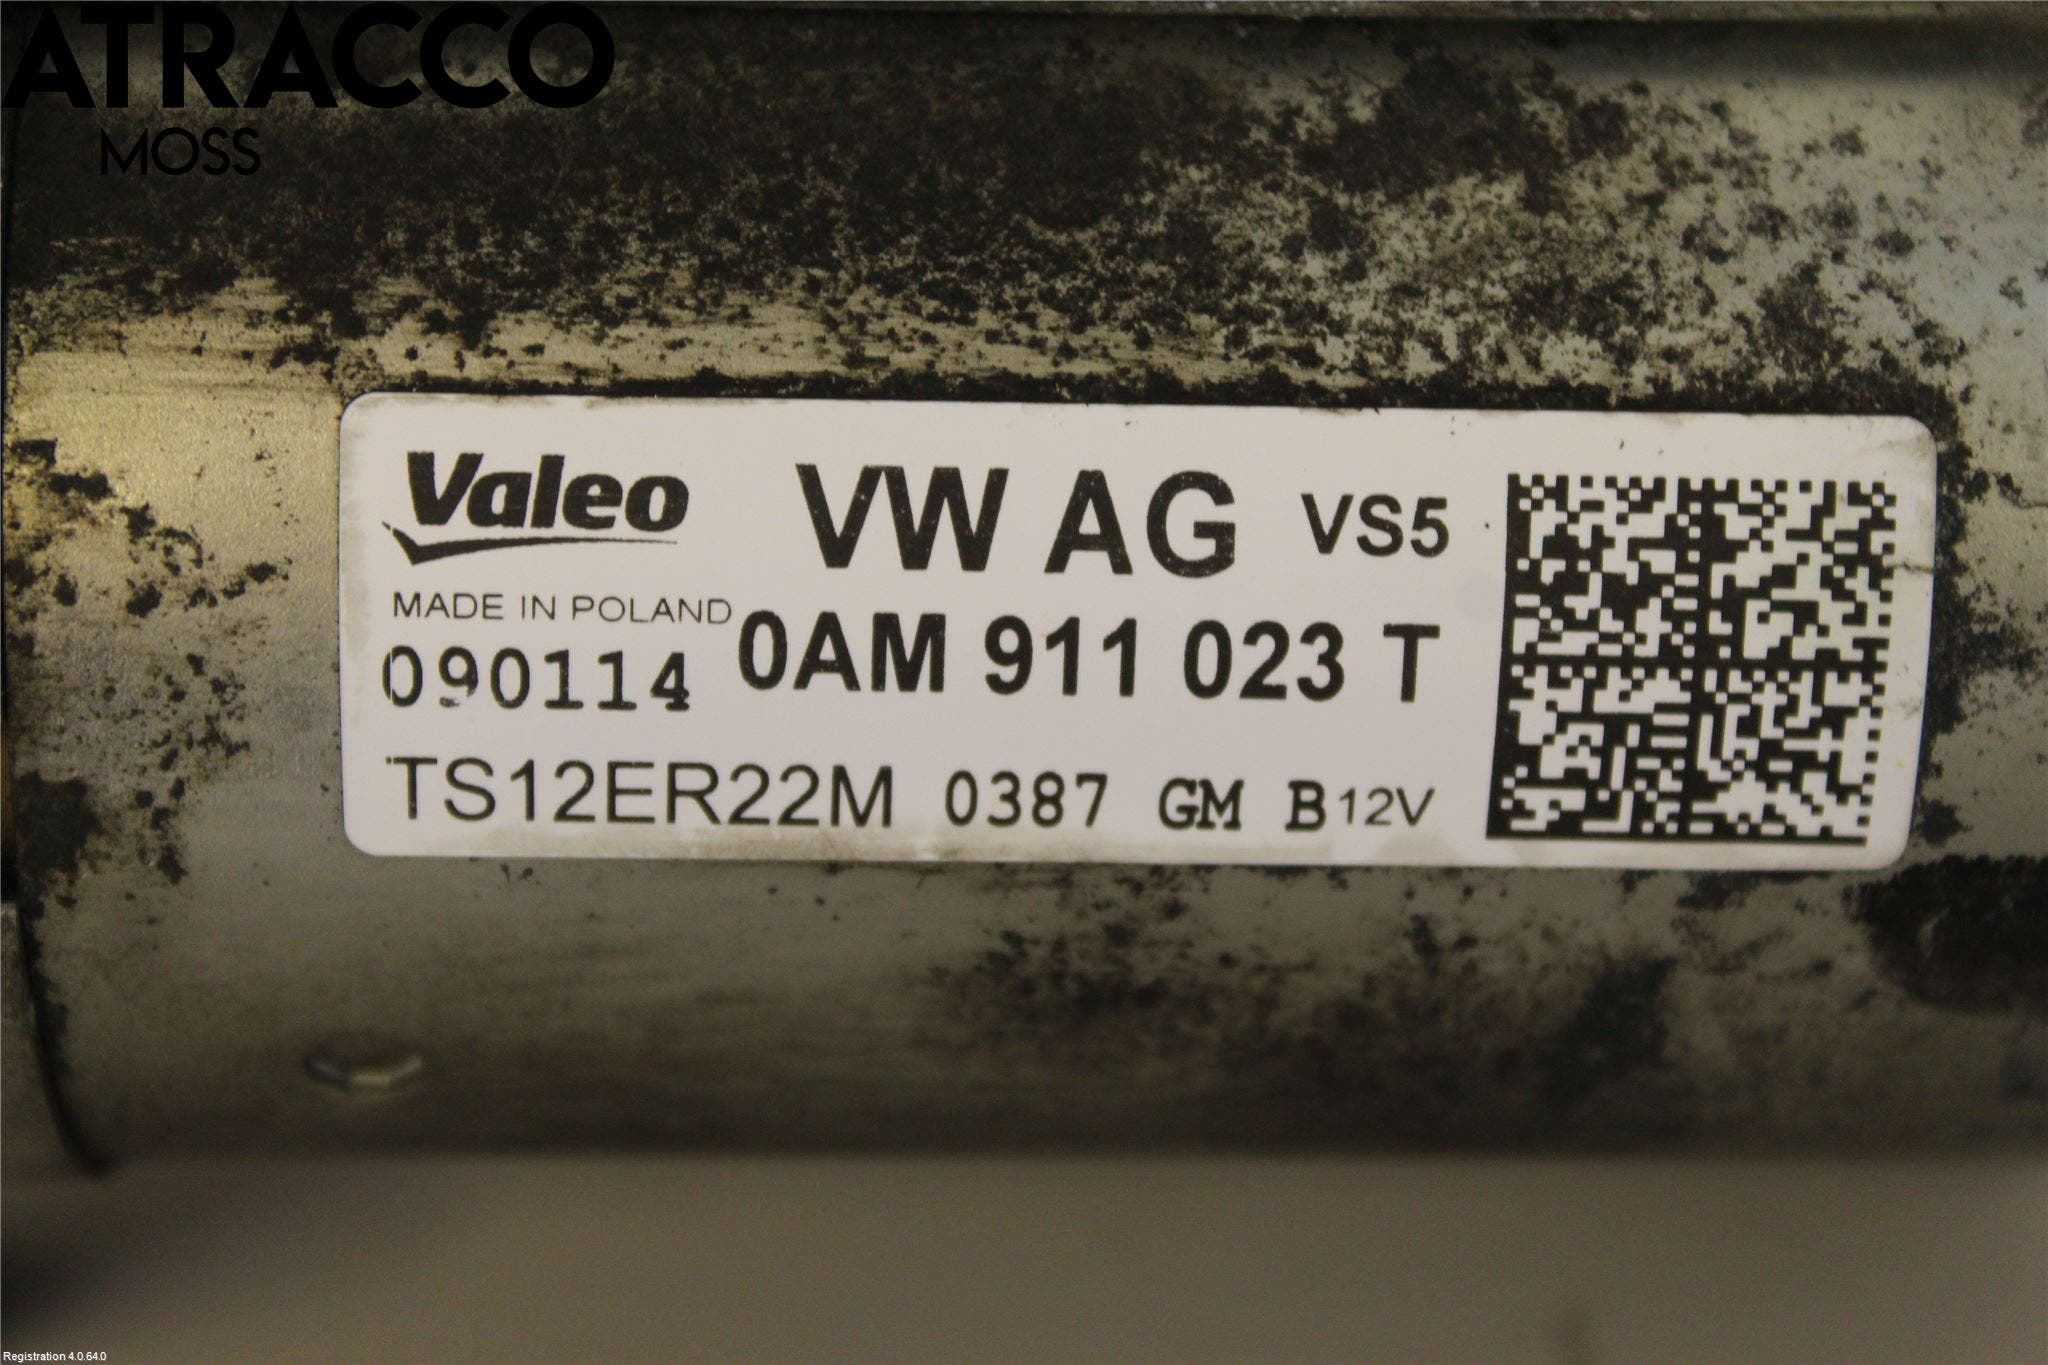 ATRACCO
MOSS
Valeo VW AG VS5
MADE IN POLAND
090114 0AM 911 023 T
TS12ER22M 0387 GM B 12V
Registration 4.0.64.0